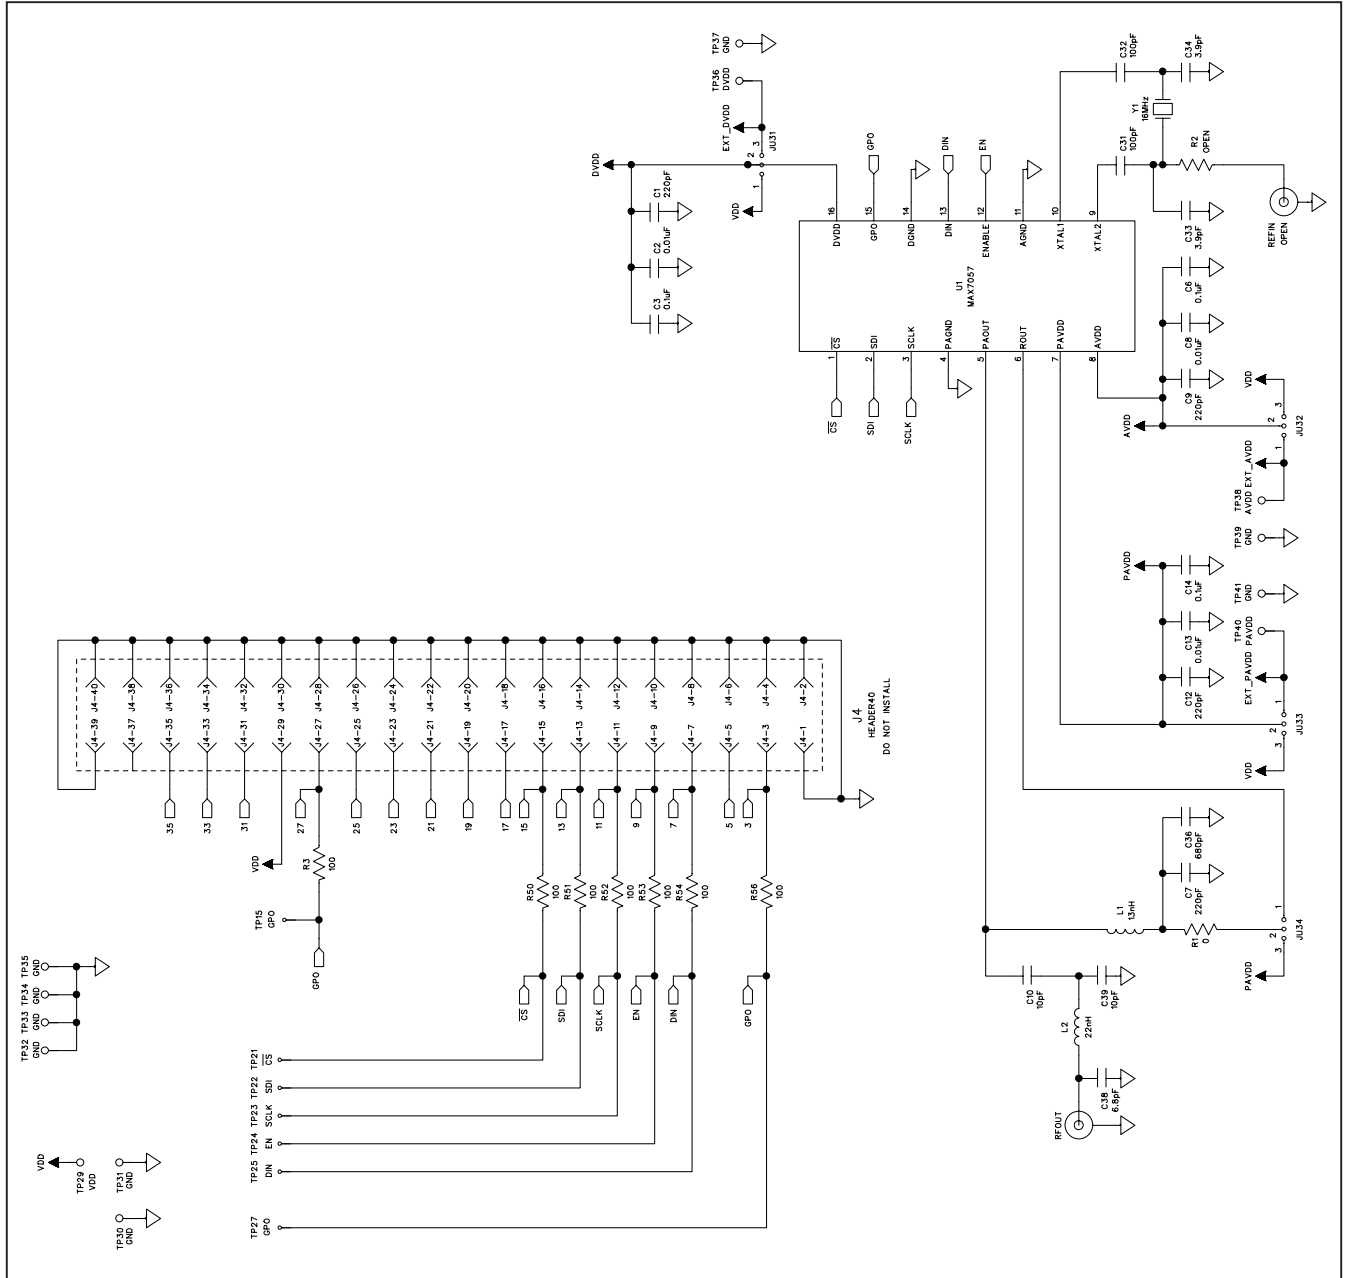 TP37
GND
TP36
DVDD
EXT_DVDD
3
2
1
JU31
VDD
DVDD
C1
220pF
C2
0.01uF
C3
0.1uF
C32
100pF
C34
3.9pF
Y1
16MHz
C31
100pF
R2
OPEN
C33
3.9pF
REFIN
OPEN
GPO
DIN
EN
16
15
14
13
12
11
10
9
DVDD
GPO
DGND
DIN
ENABLE
AGND
XTAL1
XTAL2
U1
MAX7057
CS
SDI
SCLK
PAGND
PAOUT
ROUT
PAVDD
AVDD
1
2
3
4
5
6
7
8
CS
SDI
SCLK
C6
0.1uF
C8
0.01uF
C9
220pF
AVDD
VDD
3
2
1
JU32
EXT_AVDD
TP38
AVDD
TP39
GND
PAVDD
C14
0.1uF
C13
0.01uF
C12
220pF
TP41
GND
TP40
PAVDD
EXT_PAVDD
1
2
3
JU33
VDD
C36
680pF
C7
220pF
L1
13nH
R1
0
1
2
3
JU34
PAVDD
C10
10pF
C39
10pF
L2
22nH
C38
6.8pF
RFOUT
J4-40
J4-38
J4-36
J4-34
J4-32
J4-30
J4-28
J4-26
J4-24
J4-22
J4-20
J4-18
J4-16
J4-14
J4-12
J4-10
J4-8
J4-6
J4-4
J4-2
J4-39
J4-37
J4-35
J4-33
J4-31
J4-29
J4-27
J4-25
J4-23
J4-21
J4-19
J4-17
J4-15
J4-13
J4-11
J4-9
J4-7
J4-5
J4-3
J4-1
J4
HEADER40
DO NOT INSTALL
35
33
31
27
25
23
21
19
17
15
13
11
9
7
5
3
VDD
R3
100
R50
100
R51
100
R52
100
R53
100
R54
100
R56
100
TP15
GPO
GPO
CS
SDI
SCLK
EN
DIN
GPO
TP35
GND
TP34
GND
TP33
GND
TP32
GND
TP21
CS
TP22
SDI
TP23
SCLK
TP24
EN
TP25
DIN
TP27
GPO
VDD
TP29
VDD
TP31
GND
TP30
GND